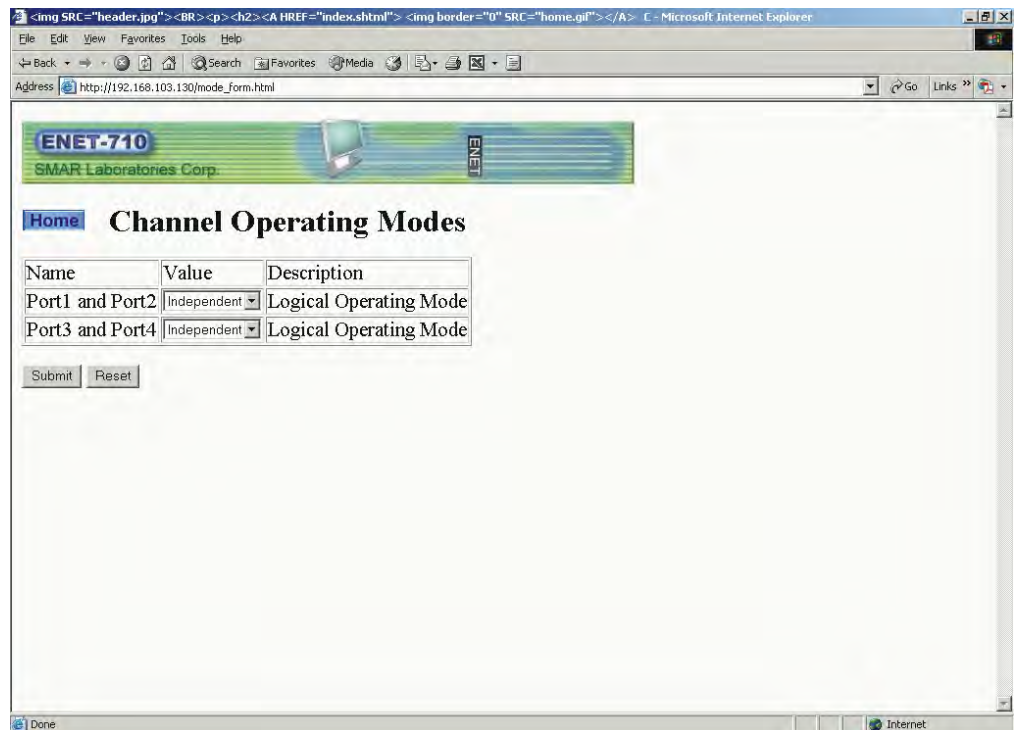 <img SRC="header.jpg"><BR><p><h2><A HREF="index.shtml"> <img border="0" SRC="home.gif"></A> C - Microsoft Internet Explorer
File Edit View Favorites Tools Help
Back Search Favorites Media
Address http://192.168.103.130/mode_form.html Go Links »
ENET-710
SMAR Laboratories Corp.
ENET
Home Channel Operating Modes
Name Value Description
Port1 and Port2 Independent Logical Operating Mode
Port3 and Port4 Independent Logical Operating Mode
Submit Reset
Done Internet